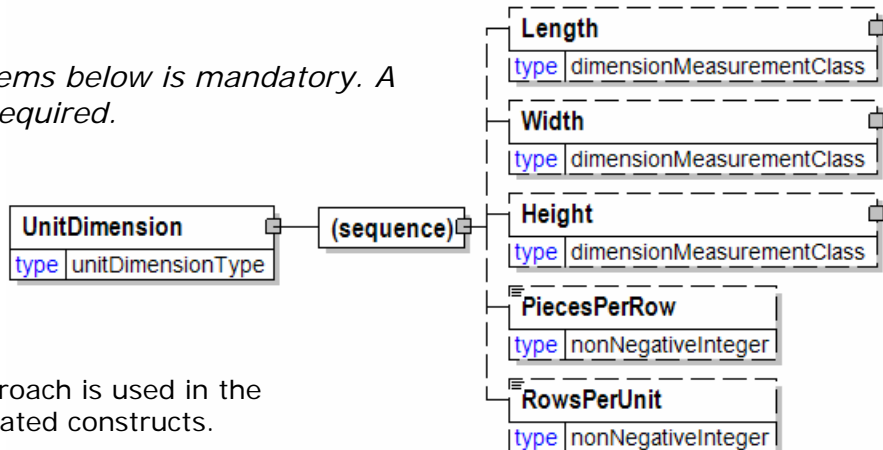 Length
type dimensionMeasurementClass
ems below is mandatory. A
equired.
Width
type dimensionMeasurementClass
UnitDimension
type unitDimensionType
(sequence)
Height
type dimensionMeasurementClass
PiecesPerRow
type nonNegativeInteger
roach is used in the
ated constructs.
RowsPerUnit
type nonNegativeInteger